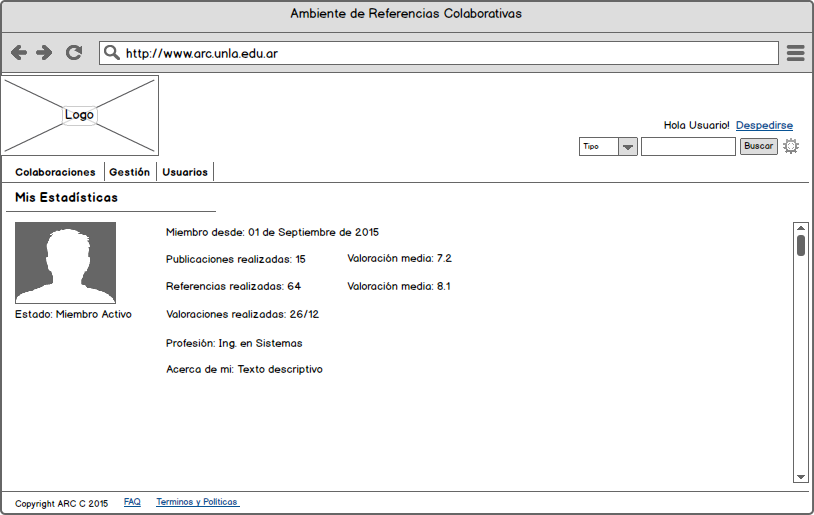 Ambiente de Referencias Colaborativas
http://www.arc.unla.edu.ar
Logo
Hola Usuario! Despedirse
Tipo Buscar
Colaboraciones Gestión Usuarios
Mis Estadísticas
Miembro desde: 01 de Septiembre de 2015
Publicaciones realizadas: 15 Valoración media: 7.2
Referencias realizadas: 64 Valoración media: 8.1
Estado: Miembro Activo Valoraciones realizadas: 26/12
Profesión: Ing. en Sistemas
Acerca de mi: Texto descriptivo
Copyright ARC C 2015 FAQ Terminos y Políticas